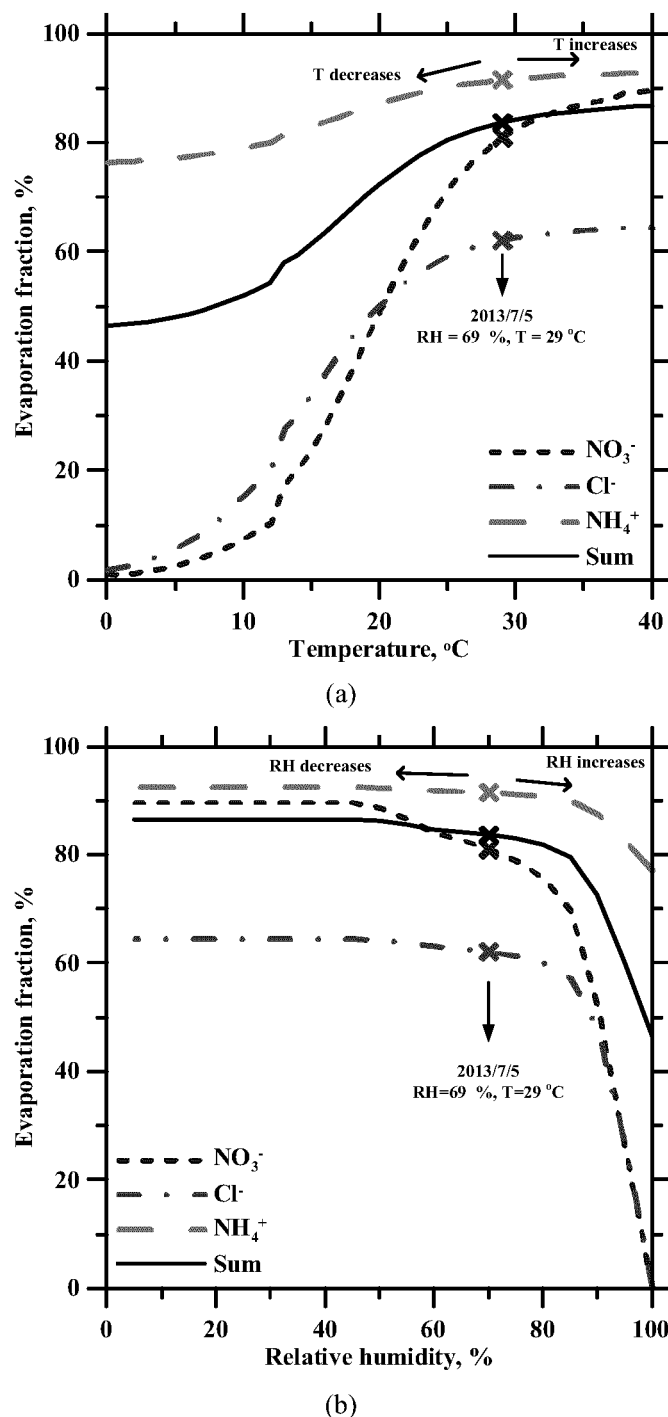 100
T increases
T decreases
80
60
40
20
0
Evaporation fraction, %
2013/7/5
RH = 69 %, T = 29 °C
NO₃⁻
Cl⁻
NH₄⁺
Sum
0 10 20 30 40
Temperature, °C
(a)
100
RH decreases
RH increases
80
60
40
20
0
Evaporation fraction, %
2013/7/5
RH=69 %, T=29 °C
NO₃⁻
Cl⁻
NH₄⁺
Sum
0 20 40 60 80 100
Relative humidity, %
(b)